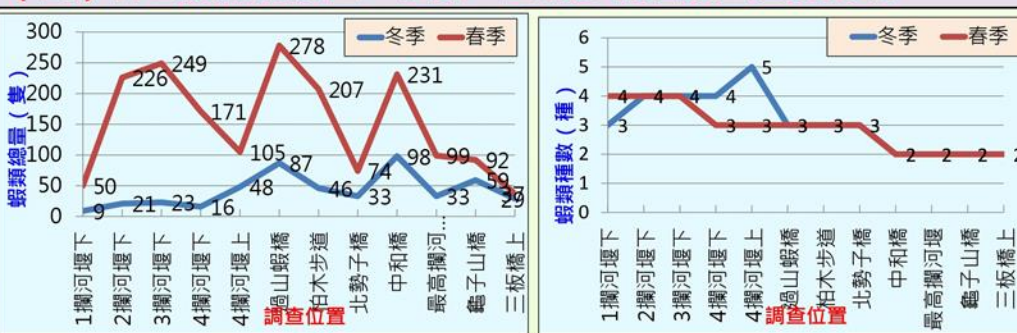 300
250
200
150
100
50
0
蝦類總量（隻）
冬季
春季
50
226
249
171
105
278
207
74
231
99
92
37
9
21
23
16
48
87
46
33
98
33
59
29
1攔河堰下
2攔河堰下
3攔河堰下
4攔河堰下
4攔河堰上
過山蝦橋
柏木步道
北勢子橋
中和橋
最高攔河…
龜子山橋
三板橋上
調查位置
6
5
4
3
2
1
0
蝦類種數（種）
冬季
春季
4
4
4
4
5
3
3
3
3
3
3
2
2
2
2
1攔河堰下
2攔河堰下
3攔河堰下
4攔河堰下
4攔河堰上
過山蝦橋
柏木步道
北勢子橋
中和橋
最高攔河堰
龜子山橋
三板橋上
調查位置